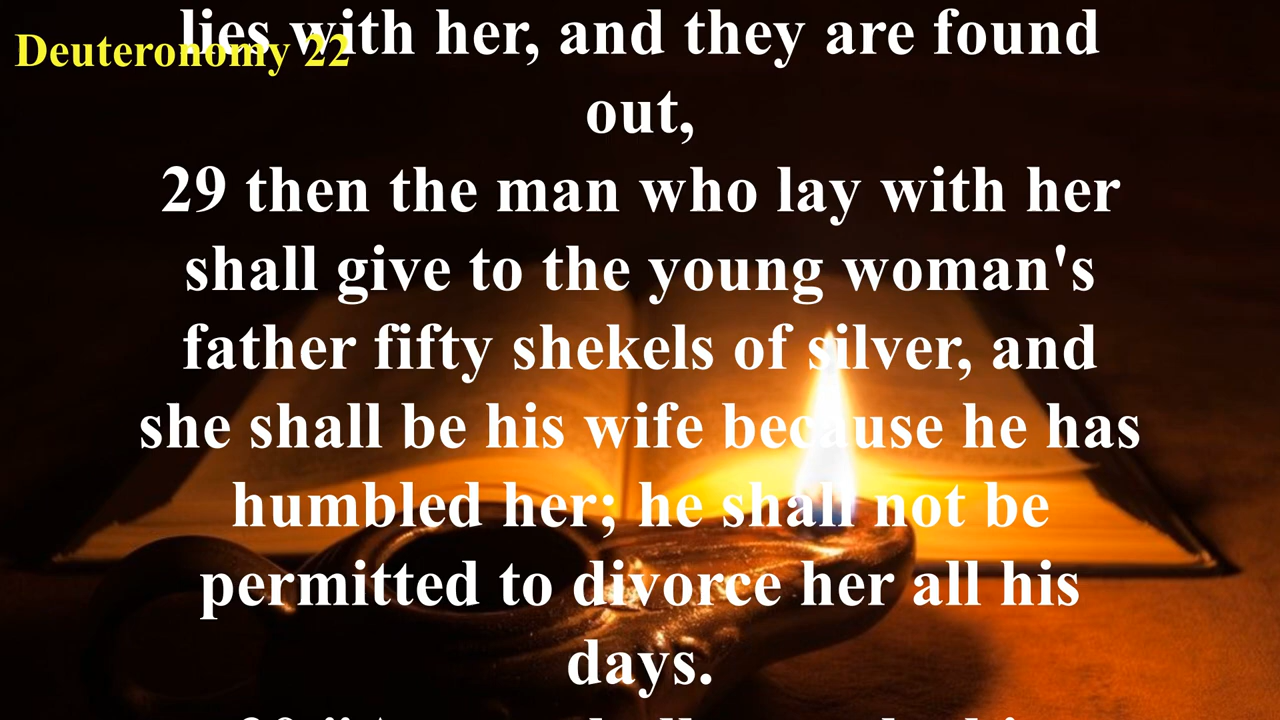 Deuteronomy 22
lies with her, and they are found
out,
29 then the man who lay with her
shall give to the young woman's
father fifty shekels of silver, and
she shall be his wife because he has
humbled her; he shall not be
permitted to divorce her all his
days.